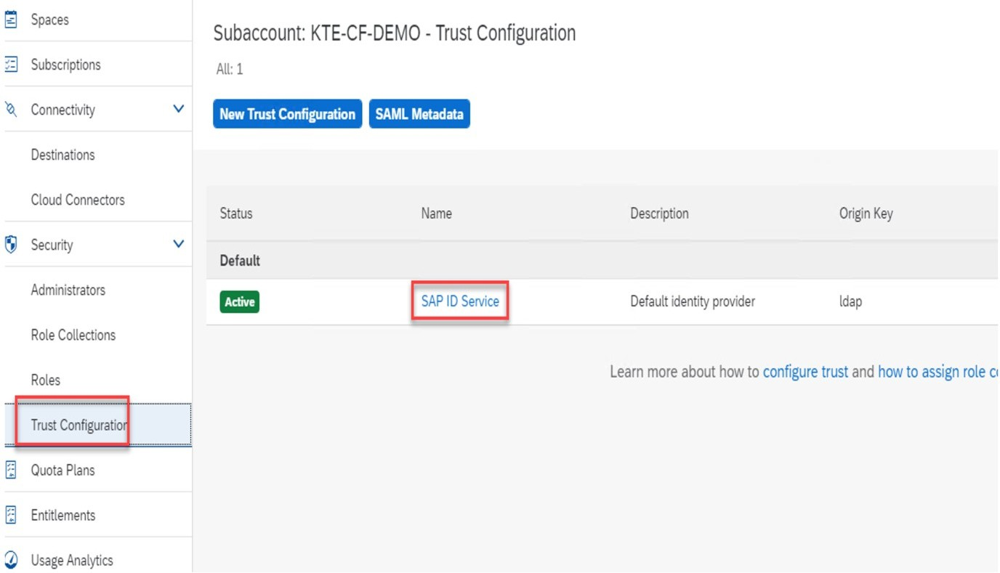 Spaces
Subscriptions
Connectivity
Destinations
Cloud Connectors
Security
Administrators
Role Collections
Roles
Trust Configuration
Quota Plans
Entitlements
Usage Analytics
Subaccount: KTE-CF-DEMO - Trust Configuration
All: 1
New Trust Configuration SAML Metadata
Status Name Description Origin Key
Default
Active SAP ID Service Default identity provider ldap
Learn more about how to configure trust and how to assign role